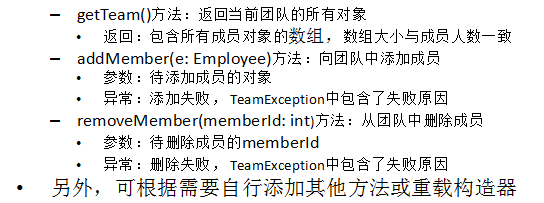 – getTeam()方法：返回当前团队的所有对象
• 返回：包含所有成员对象的数组，数组大小与成员人数一致
– addMember(e: Employee)方法：向团队中添加成员
• 参数：待添加成员的对象
• 异常：添加失败，TeamException中包含了失败原因
– removeMember(memberId: int)方法：从团队中删除成员
• 参数：待删除成员的memberId
• 异常：删除失败，TeamException中包含了失败原因
• 另外，可根据需要自行添加其他方法或重载构造器